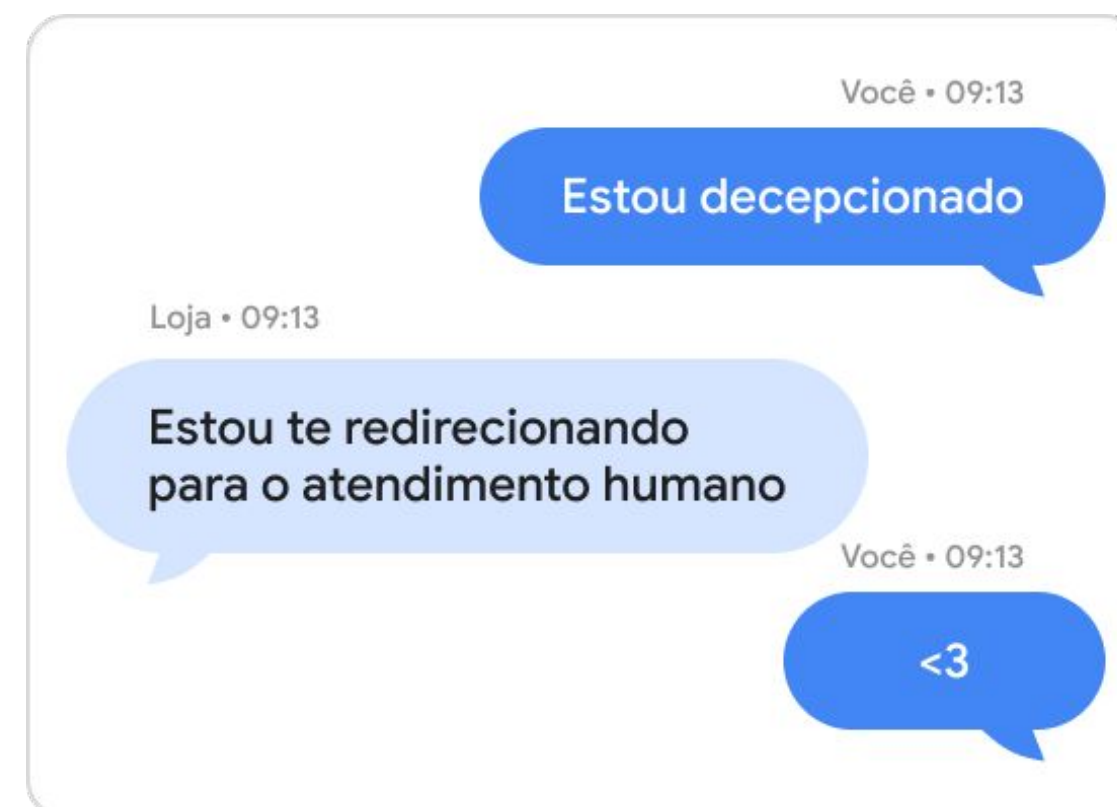 Você • 09:13
Estou decepcionado
Loja • 09:13
Estou te redirecionando
para o atendimento humano
Você • 09:13
<3